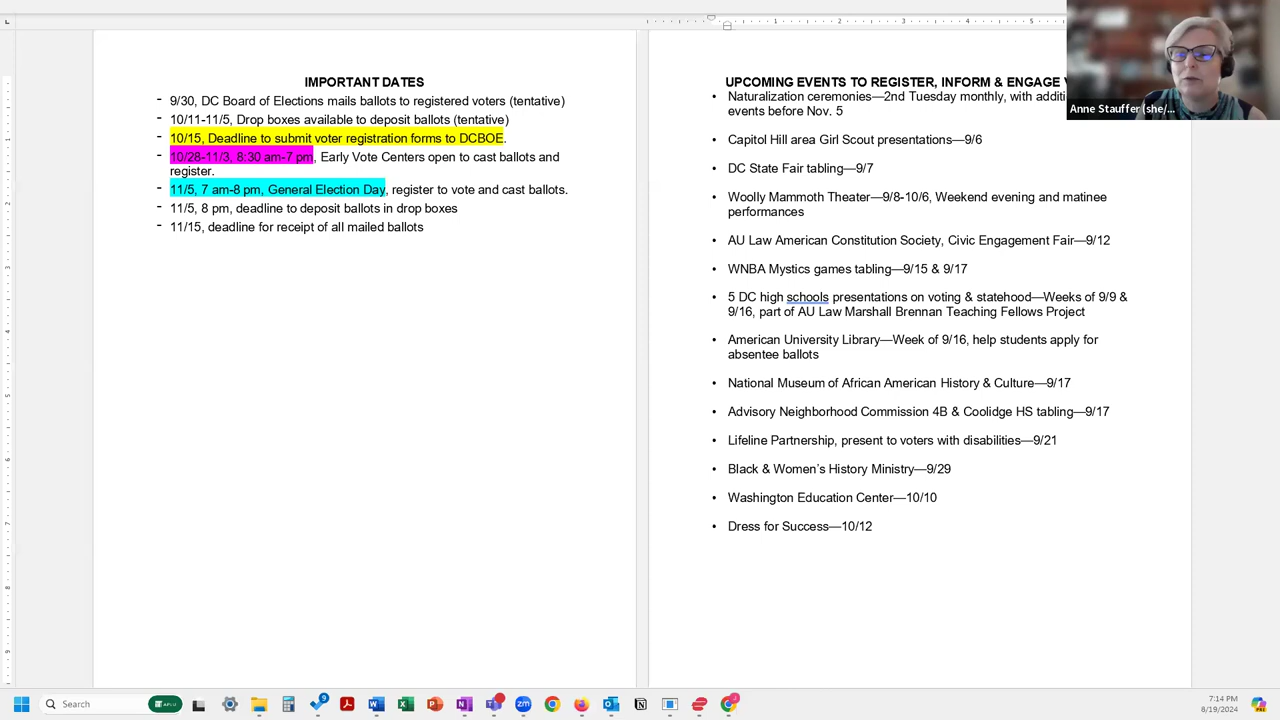 IMPORTANT DATES
- 9/30, DC Board of Elections mails ballots to registered voters (tentative)
- 10/11-11/5, Drop boxes available to deposit ballots (tentative)
- 10/15, Deadline to submit voter registration forms to DCBOE.
- 10/28-11/3, 8:30 am-7 pm, Early Vote Centers open to cast ballots and
register.
- 11/5, 7 am-8 pm, General Election Day, register to vote and cast ballots.
- 11/5, 8 pm, deadline to deposit ballots in drop boxes
- 11/15, deadline for receipt of all mailed ballots
UPCOMING EVENTS TO REGISTER, INFORM & ENGAGE
• Naturalization ceremonies—2nd Tuesday monthly, with
events before Nov. 5
• Capitol Hill area Girl Scout presentations—9/6
• DC State Fair tabling—9/7
• Woolly Mammoth Theater—9/8-10/6, Weekend evening and matinee
performances
• AU Law American Constitution Society, Civic Engagement Fair—9/12
• WNBA Mystics games tabling—9/15 & 9/17
• 5 DC high schools presentations on voting & statehood—Weeks of 9/9 &
9/16, part of AU Law Marshall Brennan Teaching Fellows Project
• American University Library—Week of 9/16, help students apply for
absentee ballots
• National Museum of African American History & Culture—9/17
• Advisory Neighborhood Commission 4B & Coolidge HS tabling—9/17
• Lifeline Partnership, present to voters with disabilities—9/21
• Black & Women's History Ministry—9/29
• Washington Education Center—10/10
• Dress for Success—10/12
Anne Stauffer (she/...
1 2 3 4 5
Search
7:14 PM
8/19/2024